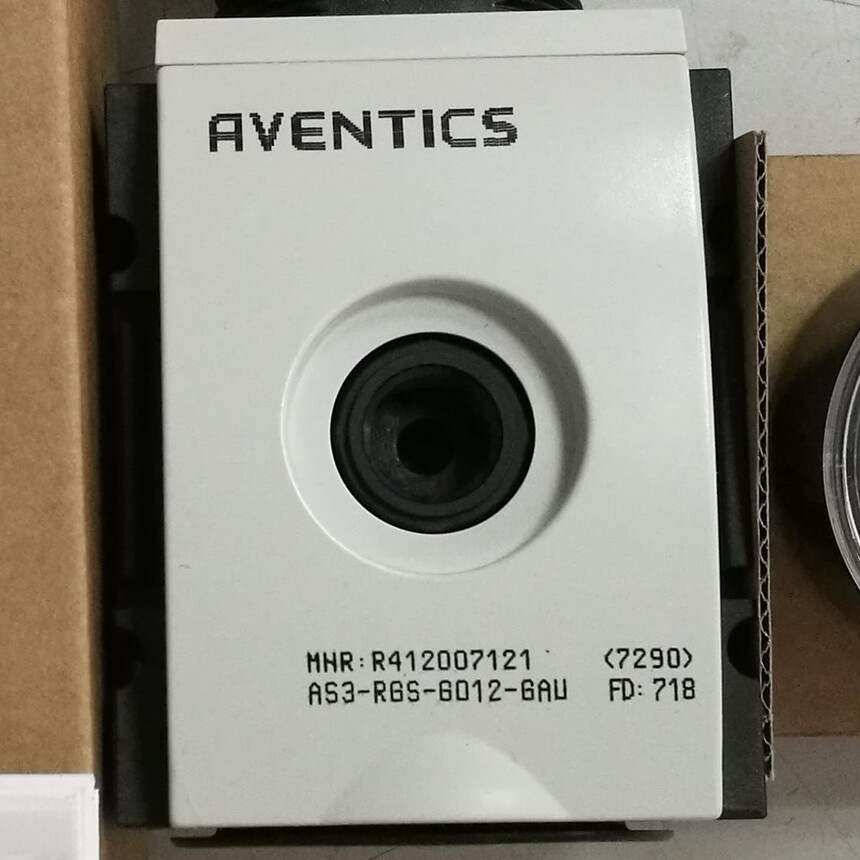 AVENTICS
MNR:R412007121 (7290)
AS3-RGS-G012-GAU FD:718